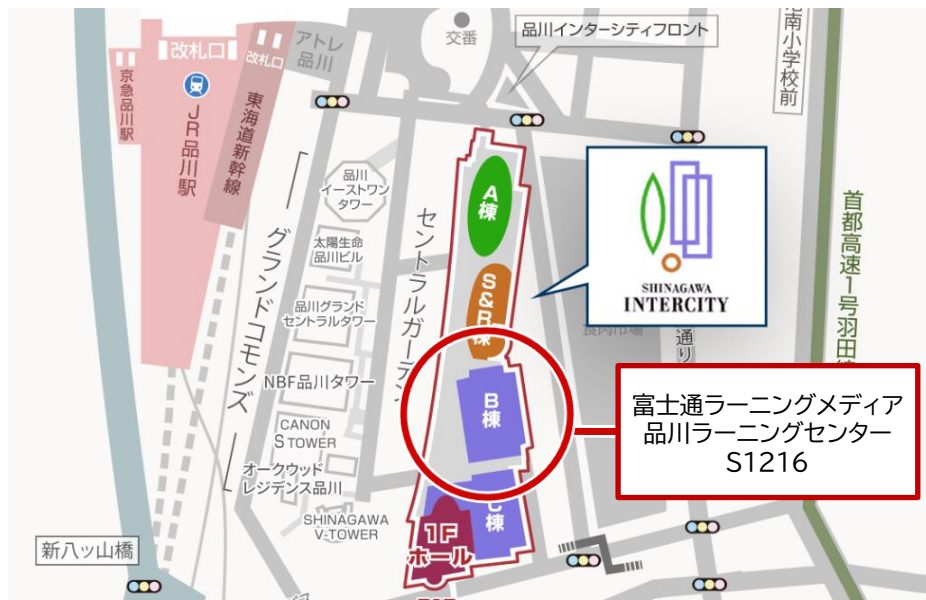 交番
品川インターシティフロント
港南小学校前
改札口
改札口
アトレ
品川
京急品川駅
JR品川駅
東海道新幹線
品川
イーストワン
タワー
太陽生命
品川ビル
グランドコモンズ
品川グランド
セントラルタワー
NBF品川タワー
CANON
S TOWER
オークウッド
レジデンス品川
SHINAGAWA
V-TOWER
セントラルガーデン
A棟
S&R棟
B棟
C棟
1F
ホール
SHINAGAWA
INTERCITY
食肉市場
通り
首都高速1号羽田線
富士通ラーニングメディア
品川ラーニングセンター
S1216
新八ッ山橋